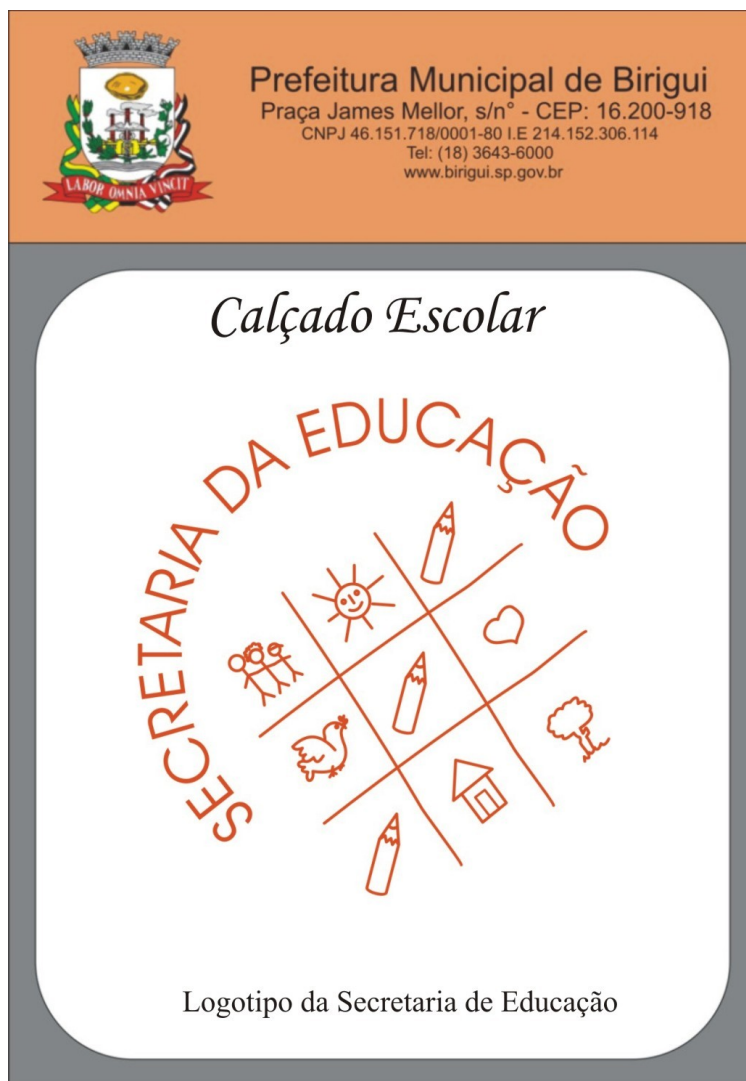 Prefeitura Municipal de Birigui
Praça James Mellor, s/n° - CEP: 16.200-918
CNPJ 46.151.718/0001-80 I.E 214.152.306.114
Tel: (18) 3643-6000
www.birigui.sp.gov.br
LABOR OMNIA VINCIT
Calçado Escolar
SECRETARIA DA EDUCAÇÃO
Logotipo da Secretaria de Educação